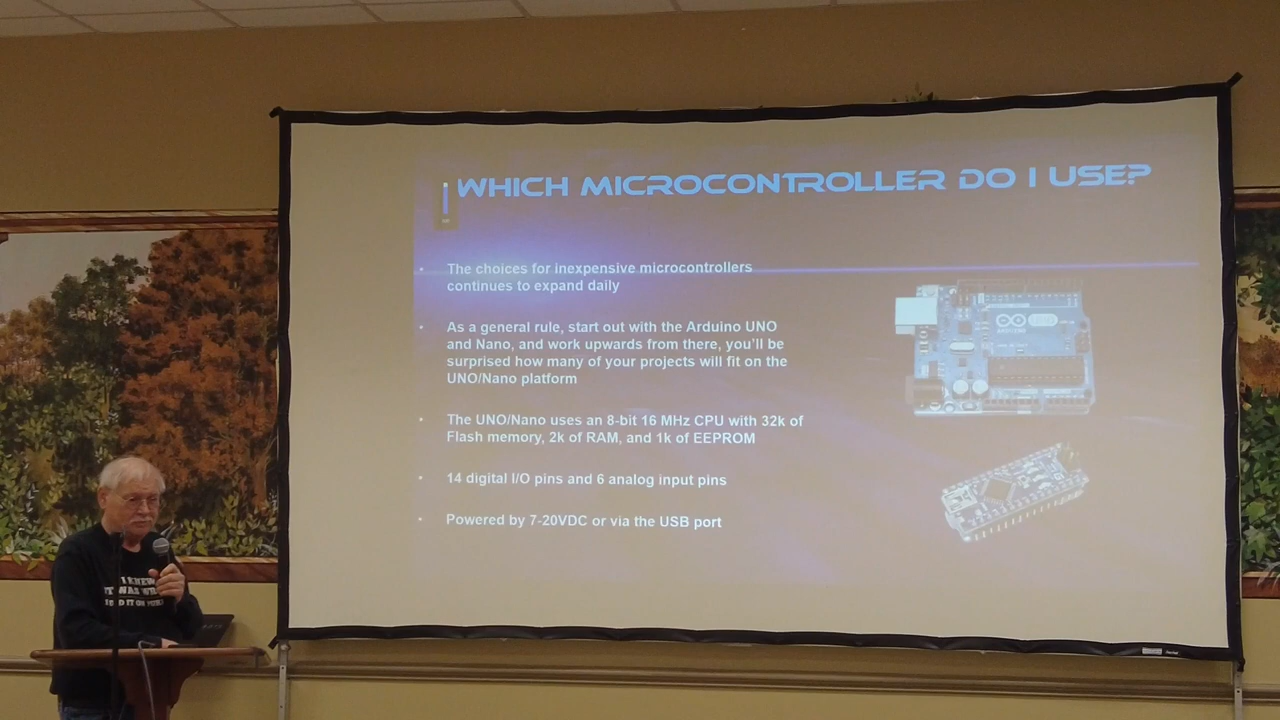 WHICH MICROCONTROLLER DO I USE?
• The choices for inexpensive microcontrollers
continues to expand daily
• As a general rule, start out with the Arduino UNO
and Nano, and work upwards from there, you'll be
surprised how many of your projects will fit on the
UNO/Nano platform
• The UNO/Nano uses an 8-bit 16 MHz CPU with 32k of
Flash memory, 2k of RAM, and 1k of EEPROM
• 14 digital I/O pins and 6 analog input pins
• Powered by 7-20VDC or via the USB port
ARDUINO
I KNEW
IT WAS